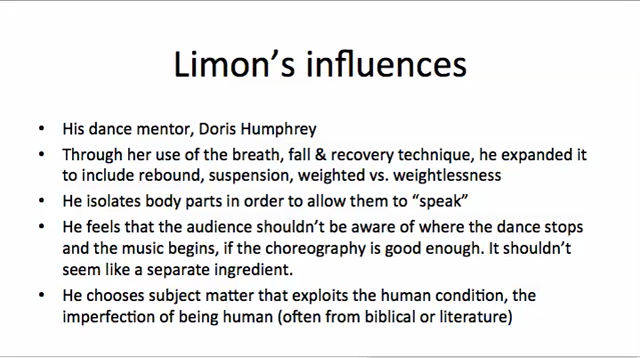 Limon's influences
• His dance mentor, Doris Humphrey
• Through her use of the breath, fall & recovery technique, he expanded it
to include rebound, suspension, weighted vs. weightlessness
• He isolates body parts in order to allow them to "speak"
• He feels that the audience shouldn't be aware of where the dance stops
and the music begins, if the choreography is good enough. It shouldn't
seem like a separate ingredient.
• He chooses subject matter that exploits the human condition, the
imperfection of being human (often from biblical or literature)